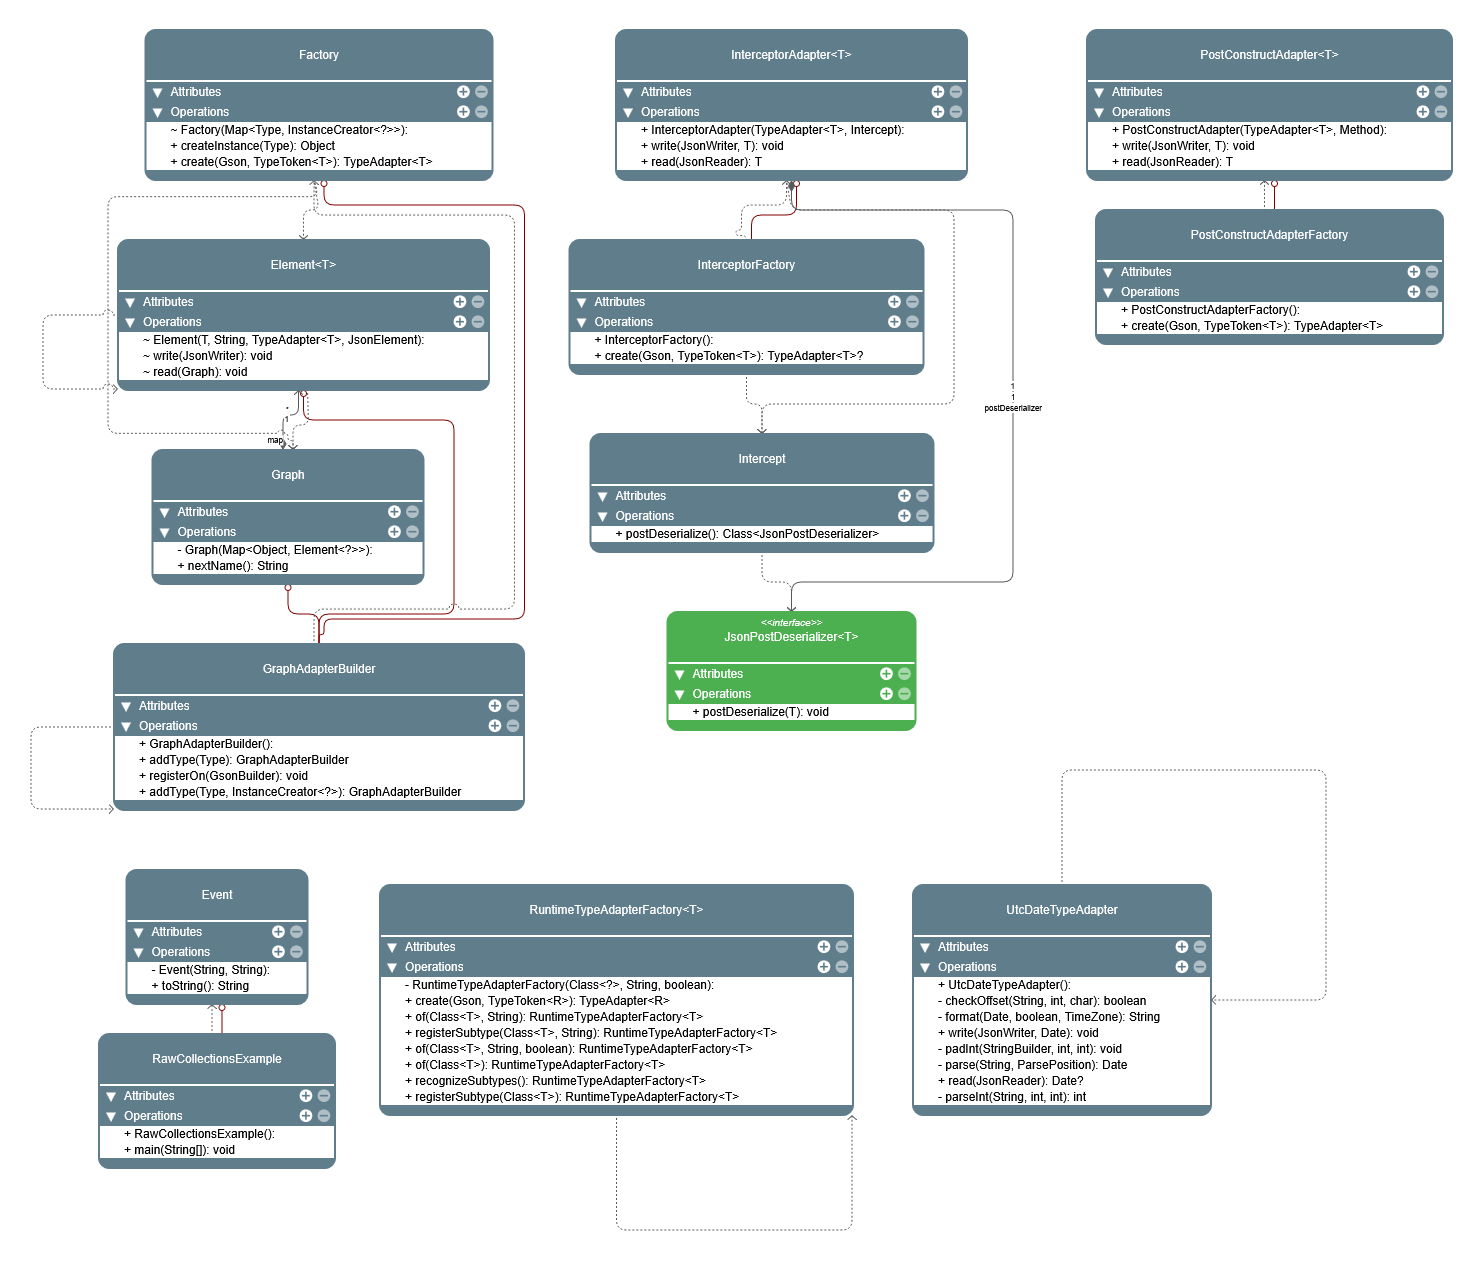 Factory
Attributes
Operations
~ Factory(Map<Type, InstanceCreator<?>>):
+ createInstance(Type): Object
+ create(Gson, TypeToken<T>): TypeAdapter<T>
InterceptorAdapter<T>
Attributes
Operations
+ InterceptorAdapter(TypeAdapter<T>, Intercept):
+ write(JsonWriter, T): void
+ read(JsonReader): T
PostConstructAdapter<T>
Attributes
Operations
+ PostConstructAdapter(TypeAdapter<T>, Method):
+ write(JsonWriter, T): void
+ read(JsonReader): T
Element<T>
Attributes
Operations
~ Element(T, String, TypeAdapter<T>, JsonElement):
~ write(JsonWriter): void
~ read(Graph): void
InterceptorFactory
Attributes
Operations
+ InterceptorFactory():
+ create(Gson, TypeToken<T>): TypeAdapter<T>?
PostConstructAdapterFactory
Attributes
Operations
+ PostConstructAdapterFactory():
+ create(Gson, TypeToken<T>): TypeAdapter<T>
*
1
map
1
1
postDeserializer
Graph
Attributes
Operations
- Graph(Map<Object, Element<?>>):
+ nextName(): String
Intercept
Attributes
Operations
+ postDeserialize(): Class<JsonPostDeserializer>
<<interface>>
JsonPostDeserializer<T>
Attributes
Operations
+ postDeserialize(T): void
GraphAdapterBuilder
Attributes
Operations
+ GraphAdapterBuilder():
+ addType(Type): GraphAdapterBuilder
+ registerOn(GsonBuilder): void
+ addType(Type, InstanceCreator<?>): GraphAdapterBuilder
Event
Attributes
Operations
- Event(String, String):
+ toString(): String
RawCollectionsExample
Attributes
Operations
+ RawCollectionsExample():
+ main(String[]): void
RuntimeTypeAdapterFactory<T>
Attributes
Operations
- RuntimeTypeAdapterFactory(Class<?>, String, boolean):
+ create(Gson, TypeToken<R>): TypeAdapter<R>
+ of(Class<T>, String): RuntimeTypeAdapterFactory<T>
+ registerSubtype(Class<T>, String): RuntimeTypeAdapterFactory<T>
+ of(Class<T>, String, boolean): RuntimeTypeAdapterFactory<T>
+ of(Class<T>): RuntimeTypeAdapterFactory<T>
+ recognizeSubtypes(): RuntimeTypeAdapterFactory<T>
+ registerSubtype(Class<T>): RuntimeTypeAdapterFactory<T>
UtcDateTypeAdapter
Attributes
Operations
+ UtcDateTypeAdapter():
- checkOffset(String, int, char): boolean
- format(Date, boolean, TimeZone): String
+ write(JsonWriter, Date): void
- padInt(StringBuilder, int, int): void
- parse(String, ParsePosition): Date
+ read(JsonReader): Date?
- parseInt(String, int, int): int